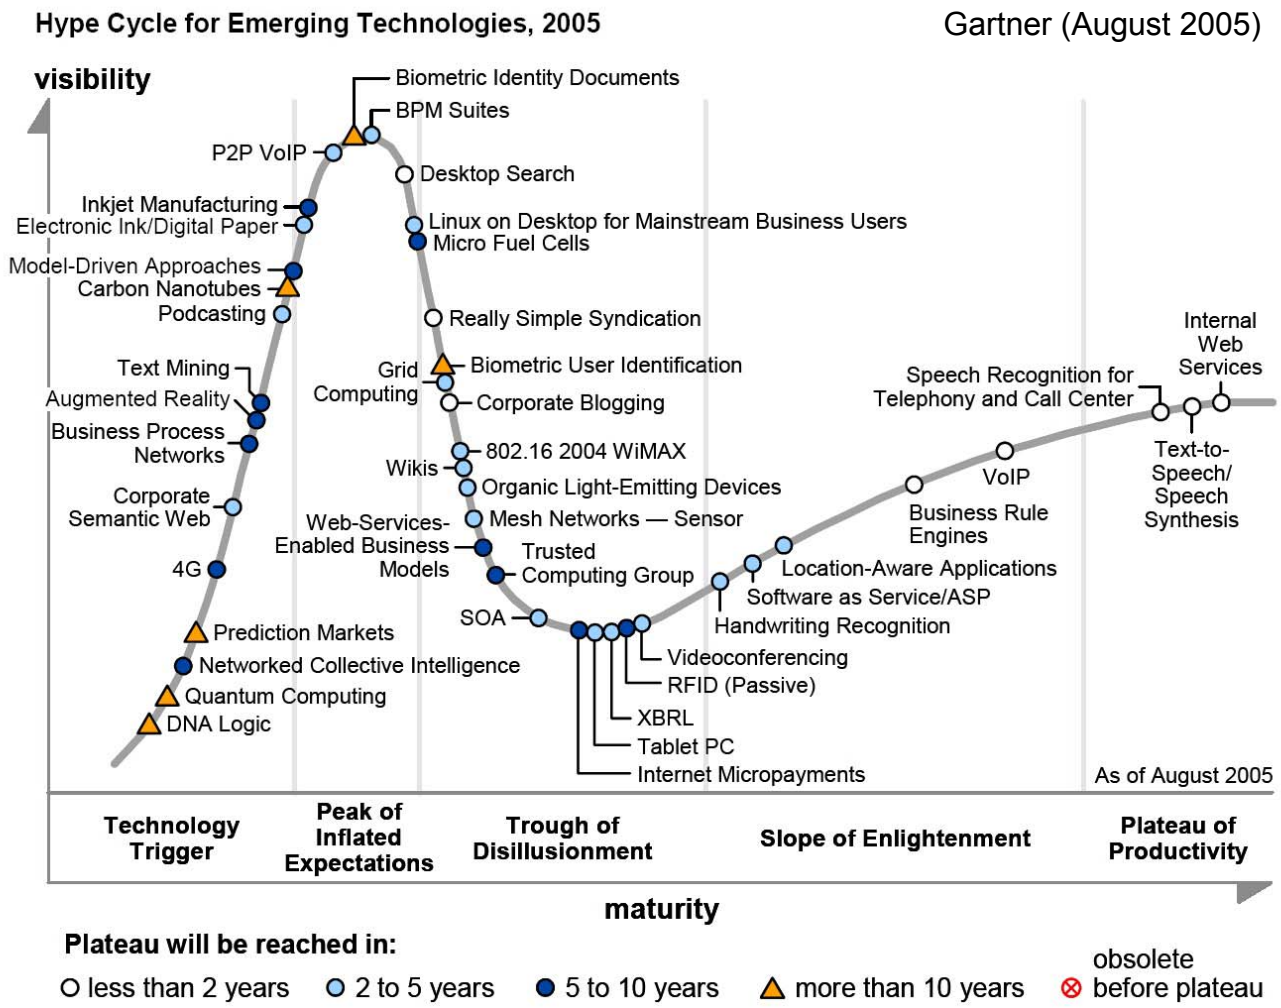 Hype Cycle for Emerging Technologies, 2005
Gartner (August 2005)
visibility
Biometric Identity Documents
BPM Suites
P2P VoIP
Desktop Search
Inkjet Manufacturing
Electronic Ink/Digital Paper
Linux on Desktop for Mainstream Business Users
Micro Fuel Cells
Model-Driven Approaches
Carbon Nanotubes
Podcasting
Really Simple Syndication
Text Mining
Augmented Reality
Business Process
Networks
Grid
Computing
Biometric User Identification
Corporate Blogging
802.16 2004 WiMAX
Wikis
Organic Light-Emitting Devices
Corporate
Semantic Web
Mesh Networks — Sensor
Web-Services-
Enabled Business
Models
Trusted
Computing Group
4G
SOA
Prediction Markets
Networked Collective Intelligence
Quantum Computing
DNA Logic
Videoconferencing
RFID (Passive)
XBRL
Tablet PC
Internet Micropayments
Handwriting Recognition
Software as Service/ASP
Location-Aware Applications
Business Rule
Engines
VoIP
Speech Recognition for
Telephony and Call Center
Internal
Web
Services
Text-to-
Speech/
Speech
Synthesis
As of August 2005
Technology
Trigger
Peak of
Inflated
Expectations
Trough of
Disillusionment
Slope of Enlightenment
Plateau of
Productivity
maturity
Plateau will be reached in:
less than 2 years
2 to 5 years
5 to 10 years
more than 10 years
obsolete
before plateau